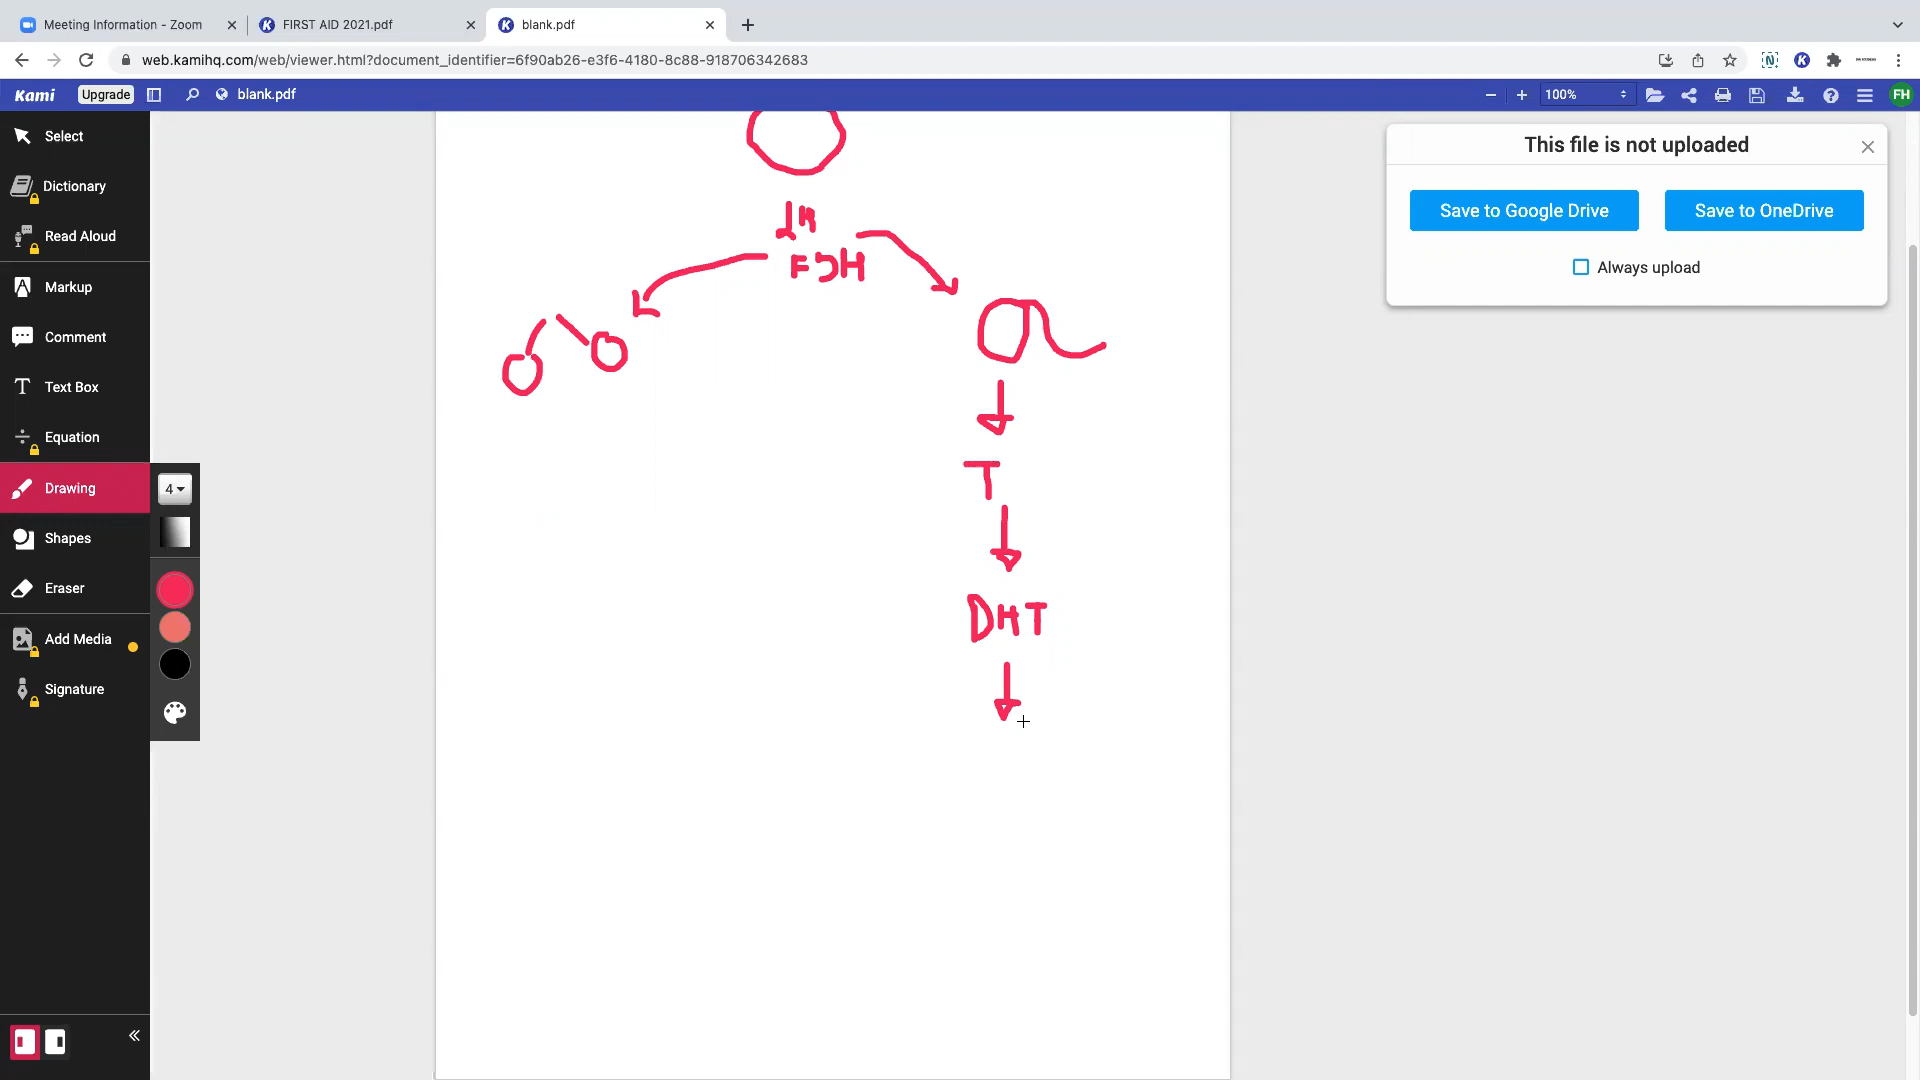 Meeting Information - Zoom
FIRST AID 2021.pdf
blank.pdf
web.kamihq.com/web/viewer.html?document_identifier=6f90ab26-e3f6-4180-8c88-918706342683
Kami Upgrade blank.pdf 100% FH
Select
Dictionary
Read Aloud
Markup
Comment
Text Box
Equation
Drawing
4
Shapes
Eraser
Add Media
Signature
This file is not uploaded
Save to Google Drive Save to OneDrive
Always upload
LH
FSH
T
DHT